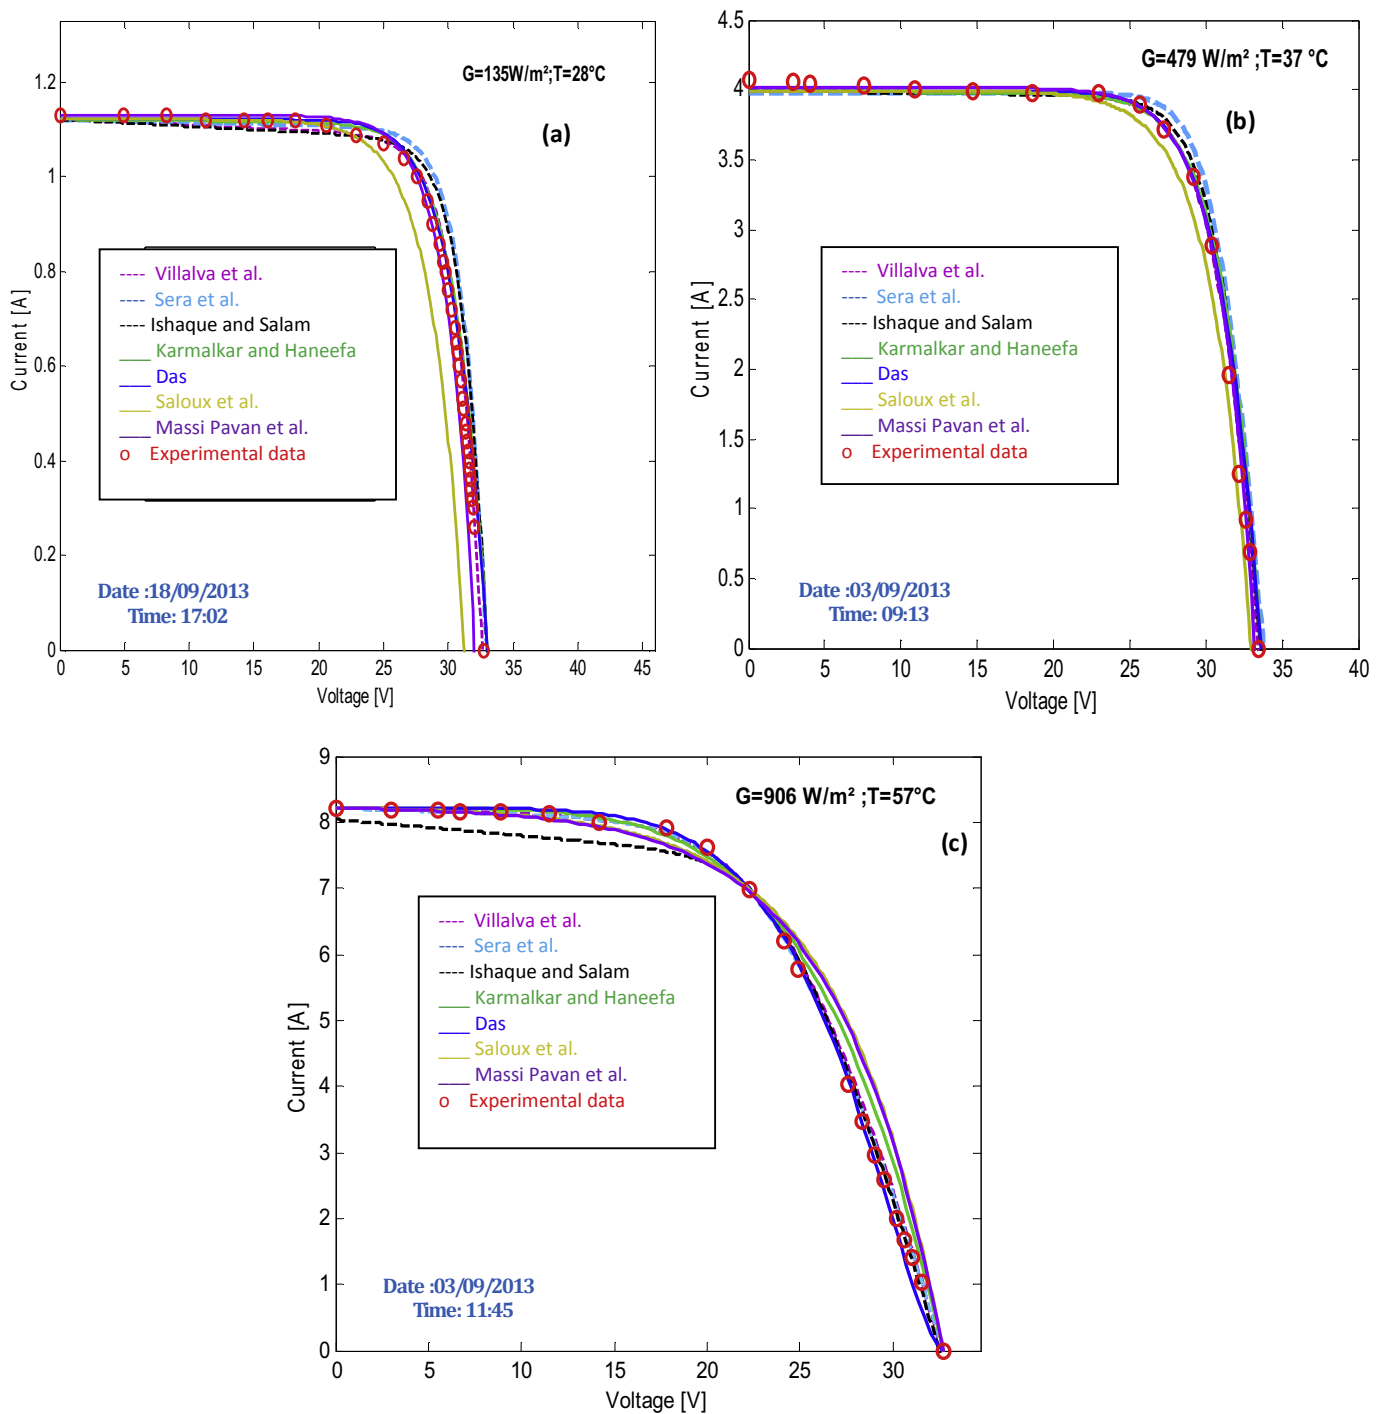 G=135W/m²;T=28°C
(a)
1.2
1
0.8
0.6
0.4
0.2
0
Current [A]
---- Villalva et al.
---- Sera et al.
---- Ishaque and Salam
___ Karmalkar and Haneefa
___ Das
___ Saloux et al.
___ Massi Pavan et al.
o Experimental data
Date :18/09/2013
Time: 17:02
0 5 10 15 20 25 30 35 40 45
Voltage [V]
G=479 W/m² ;T=37 °C
(b)
4.5
4
3.5
3
2.5
2
1.5
1
0.5
0
Current [A]
---- Villalva et al.
---- Sera et al.
---- Ishaque and Salam
___ Karmalkar and Haneefa
___ Das
___ Saloux et al.
___ Massi Pavan et al.
o Experimental data
Date :03/09/2013
Time: 09:13
0 5 10 15 20 25 30 35 40
Voltage [V]
G=906 W/m² ;T=57°C
(c)
9
8
7
6
5
4
3
2
1
0
Current [A]
---- Villalva et al.
---- Sera et al.
---- Ishaque and Salam
___ Karmalkar and Haneefa
___ Das
___ Saloux et al.
___ Massi Pavan et al.
o Experimental data
Date :03/09/2013
Time: 11:45
0 5 10 15 20 25 30
Voltage [V]